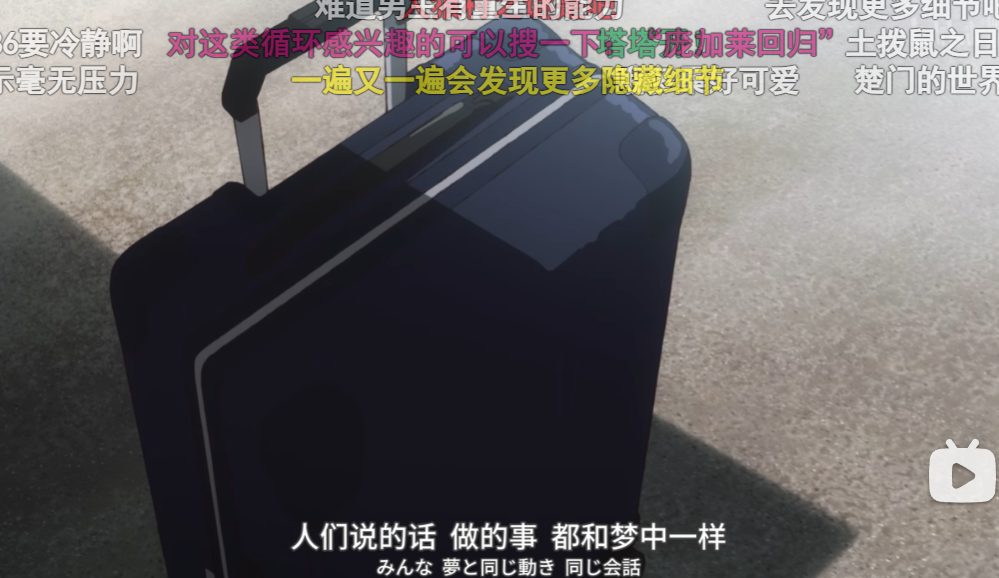 难道男主有重生的能力 去发现更多细节吧
86要冷静啊 对这类循环感兴趣的可以搜一下“庞加莱回归” 土拨鼠之日
示毫无压力 一遍又一遍会发现更多隐藏细节 好可爱 楚门的世界
人们说的话 做的事 都和梦中一样
みんな 夢と同じ動き 同じ会話